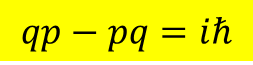 qp − pq = iℏ